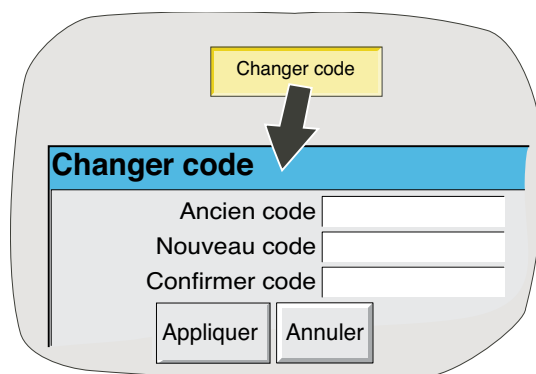 Changer code
Changer code
Ancien code
Nouveau code
Confirmer code
Appliquer Annuler